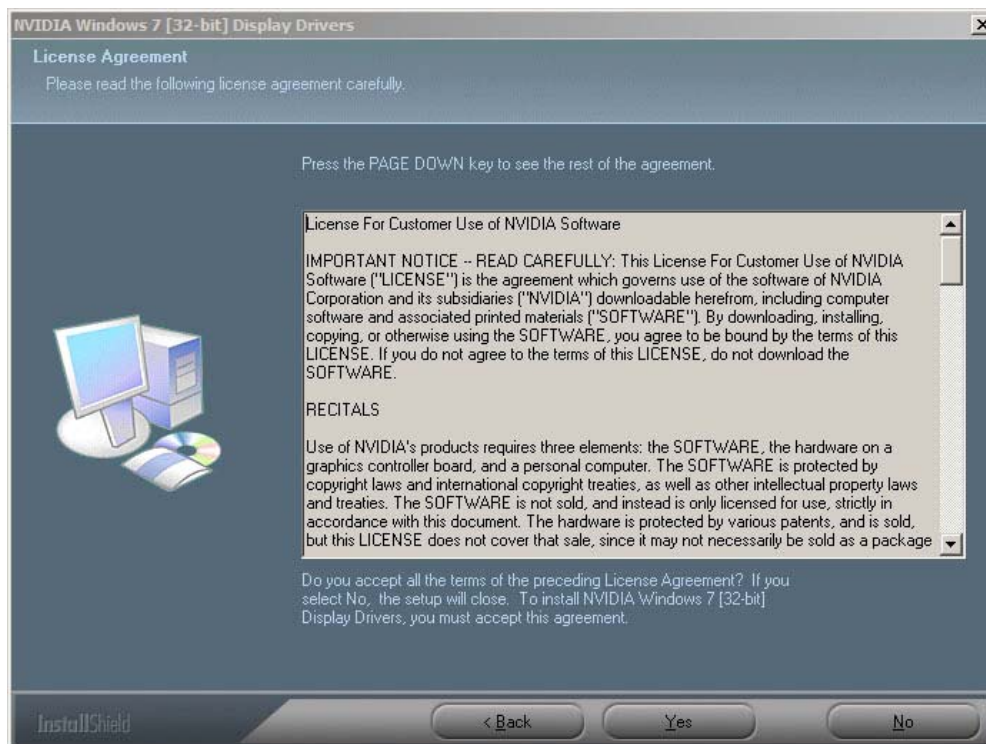 NVIDIA Windows 7 [32-bit] Display Drivers
License Agreement
Please read the following license agreement carefully.
Press the PAGE DOWN key to see the rest of the agreement.
License For Customer Use of NVIDIA Software
IMPORTANT NOTICE -- READ CAREFULLY: This License For Customer Use of NVIDIA
Software ("LICENSE") is the agreement which governs use of the software of NVIDIA
Corporation and its subsidiaries ("NVIDIA") downloadable herefrom, including computer
software and associated printed materials ("SOFTWARE"). By downloading, installing,
copying, or otherwise using the SOFTWARE, you agree to be bound by the terms of this
LICENSE. If you do not agree to the terms of this LICENSE, do not download the
SOFTWARE.
RECITALS
Use of NVIDIA's products requires three elements: the SOFTWARE, the hardware on a
graphics controller board, and a personal computer. The SOFTWARE is protected by
copyright laws and international copyright treaties, as well as other intellectual property laws
and treaties. The SOFTWARE is not sold, and instead is only licensed for use, strictly in
accordance with this document. The hardware is protected by various patents, and is sold,
but this LICENSE does not cover that sale, since it may not necessarily be sold as a package
Do you accept all the terms of the preceding License Agreement? If you
select No, the setup will close. To install NVIDIA Windows 7 [32-bit]
Display Drivers, you must accept this agreement.
InstallShield
< Back
Yes
No